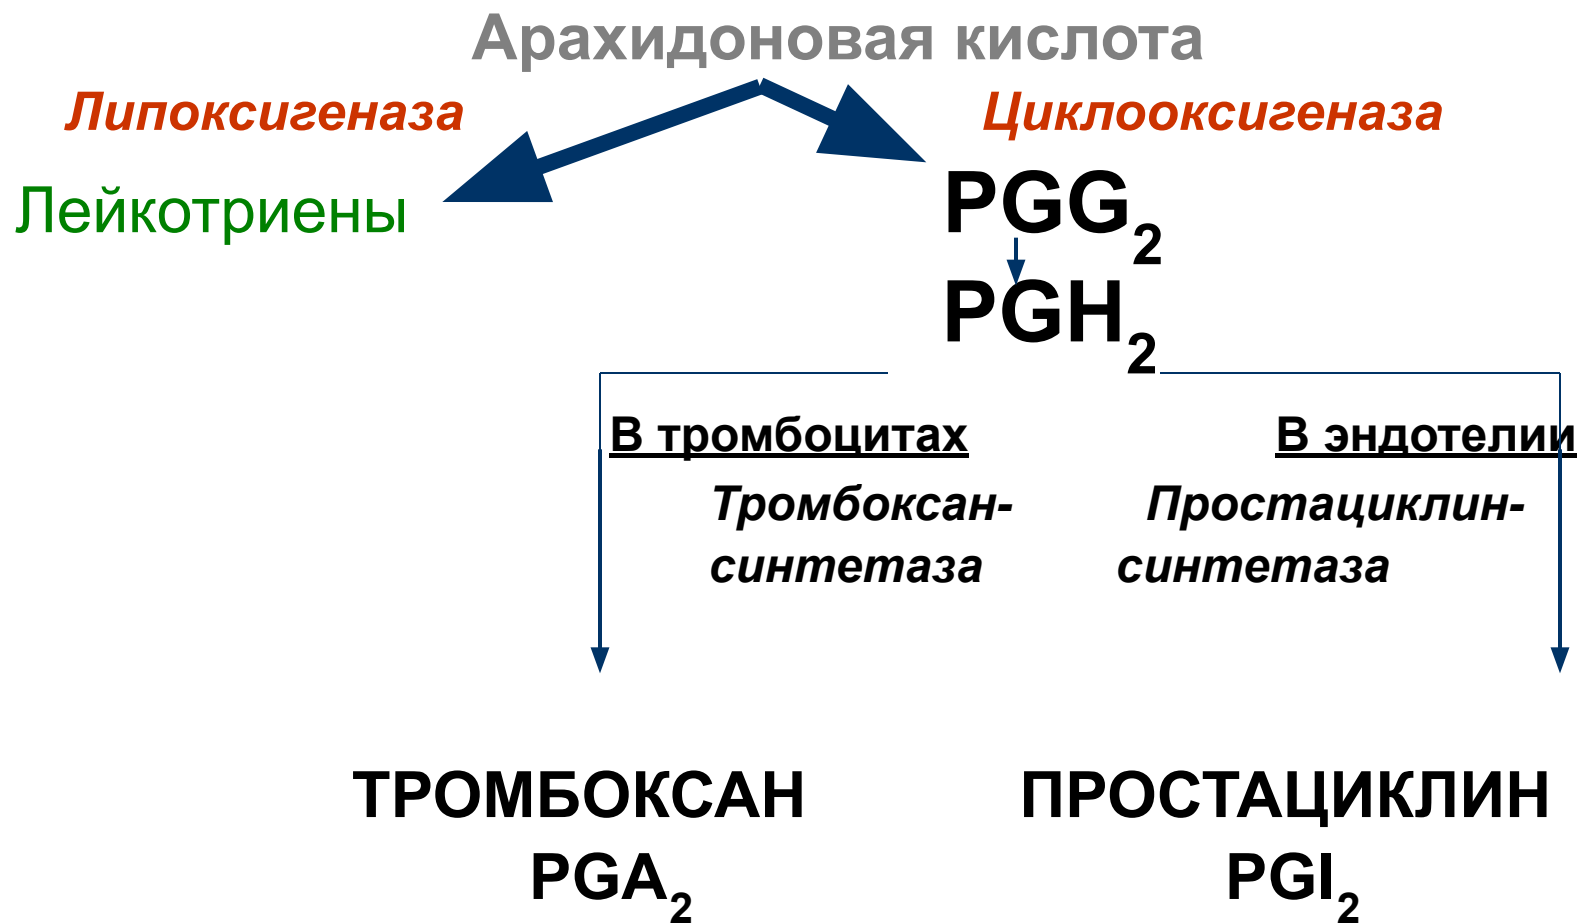 Арахидоновая кислота
Липоксигеназа Циклооксигеназа
Лейкотриены PGG₂
PGH₂
В тромбоцитах В эндотелии
Тромбоксан- Простациклин-
синтетаза синтетаза
ТРОМБОКСАН ПРОСТАЦИКЛИН
PGA₂ PGI₂